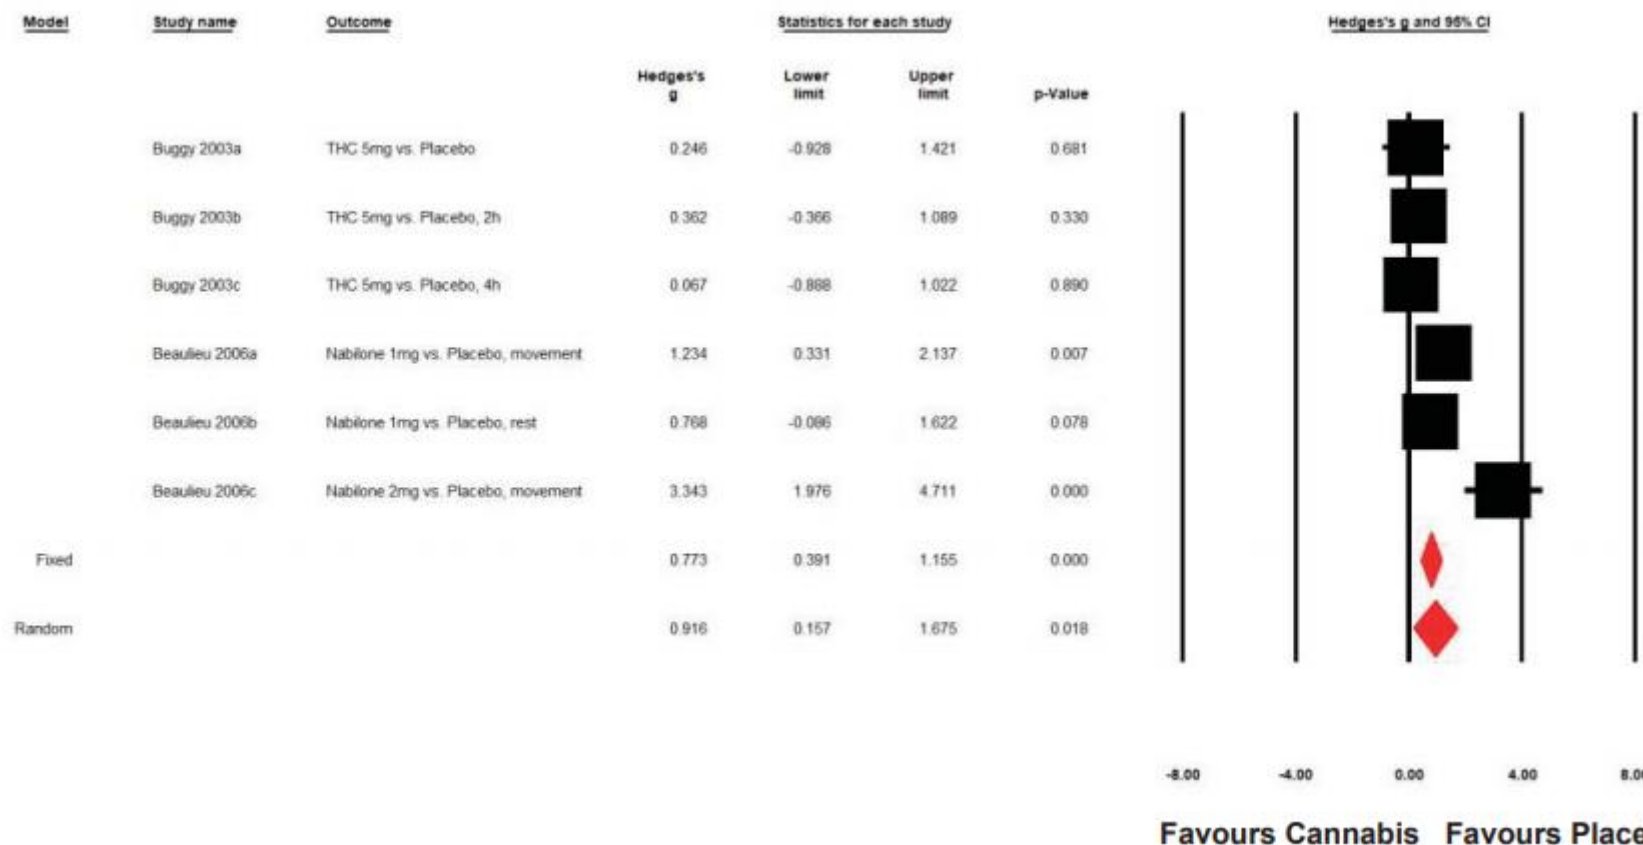 Model Study name Outcome Statistics for each study Hedges's g and 95% CI
Hedges's g Lower limit Upper limit p-Value
Buggy 2003a THC 5mg vs. Placebo 0.246 -0.928 1.421 0.681
Buggy 2003b THC 5mg vs. Placebo, 2h 0.362 -0.366 1.089 0.330
Buggy 2003c THC 5mg vs. Placebo, 4h 0.067 -0.888 1.022 0.890
Beaulieu 2006a Nabilone 1mg vs. Placebo, movement 1.234 0.331 2.137 0.007
Beaulieu 2006b Nabilone 1mg vs. Placebo, rest 0.768 -0.086 1.622 0.078
Beaulieu 2006c Nabilone 2mg vs. Placebo, movement 3.343 1.976 4.711 0.000
Fixed 0.773 0.391 1.155 0.000
Random 0.916 0.157 1.675 0.018
-8.00 -4.00 0.00 4.00 8.00
Favours Cannabis Favours Place